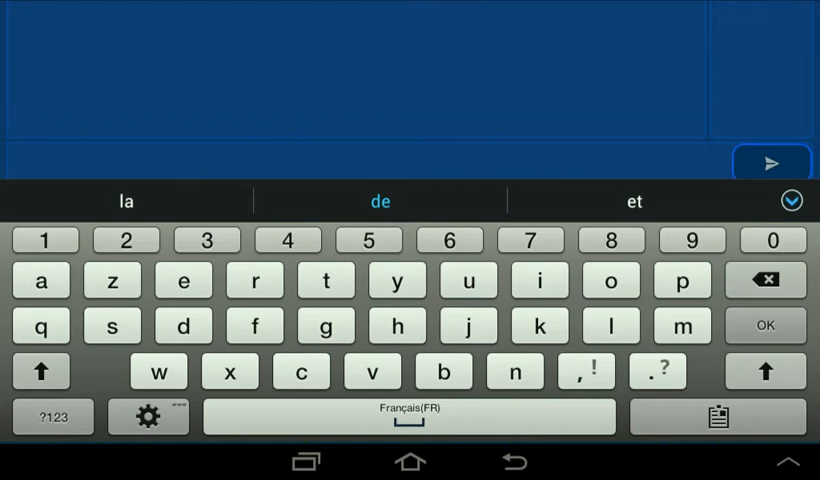 la de et
1 2 3 4 5 6 7 8 9 0
a z e r t y u i o p
q s d f g h j k l m OK
w x c v b n , ! . ?
?123 Français(FR)